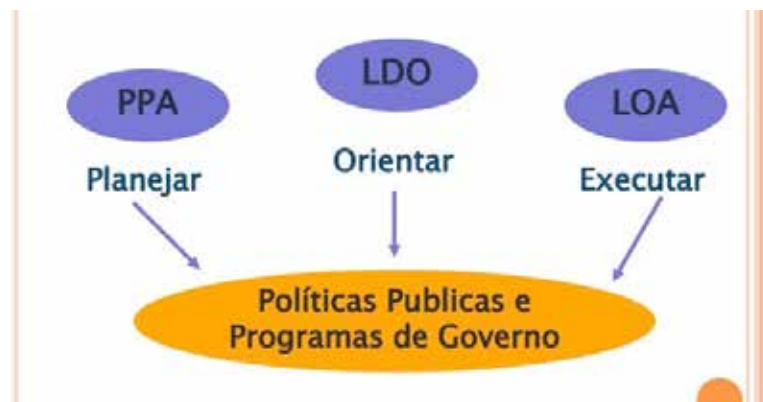 PPA
LDO
LOA
Planejar
Orientar
Executar
Políticas Publicas e
Programas de Governo